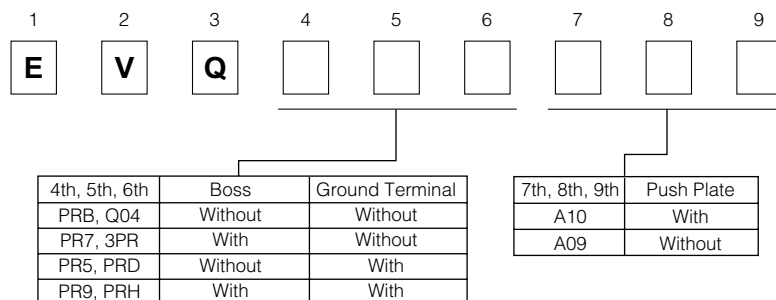 1 2 3 4 5 6 7 8 9
E V Q
4th, 5th, 6th Boss Ground Terminal
PRB, Q04 Without Without
PR7, 3PR With Without
PR5, PRD Without With
PR9, PRH With With
7th, 8th, 9th Push Plate
A10 With
A09 Without